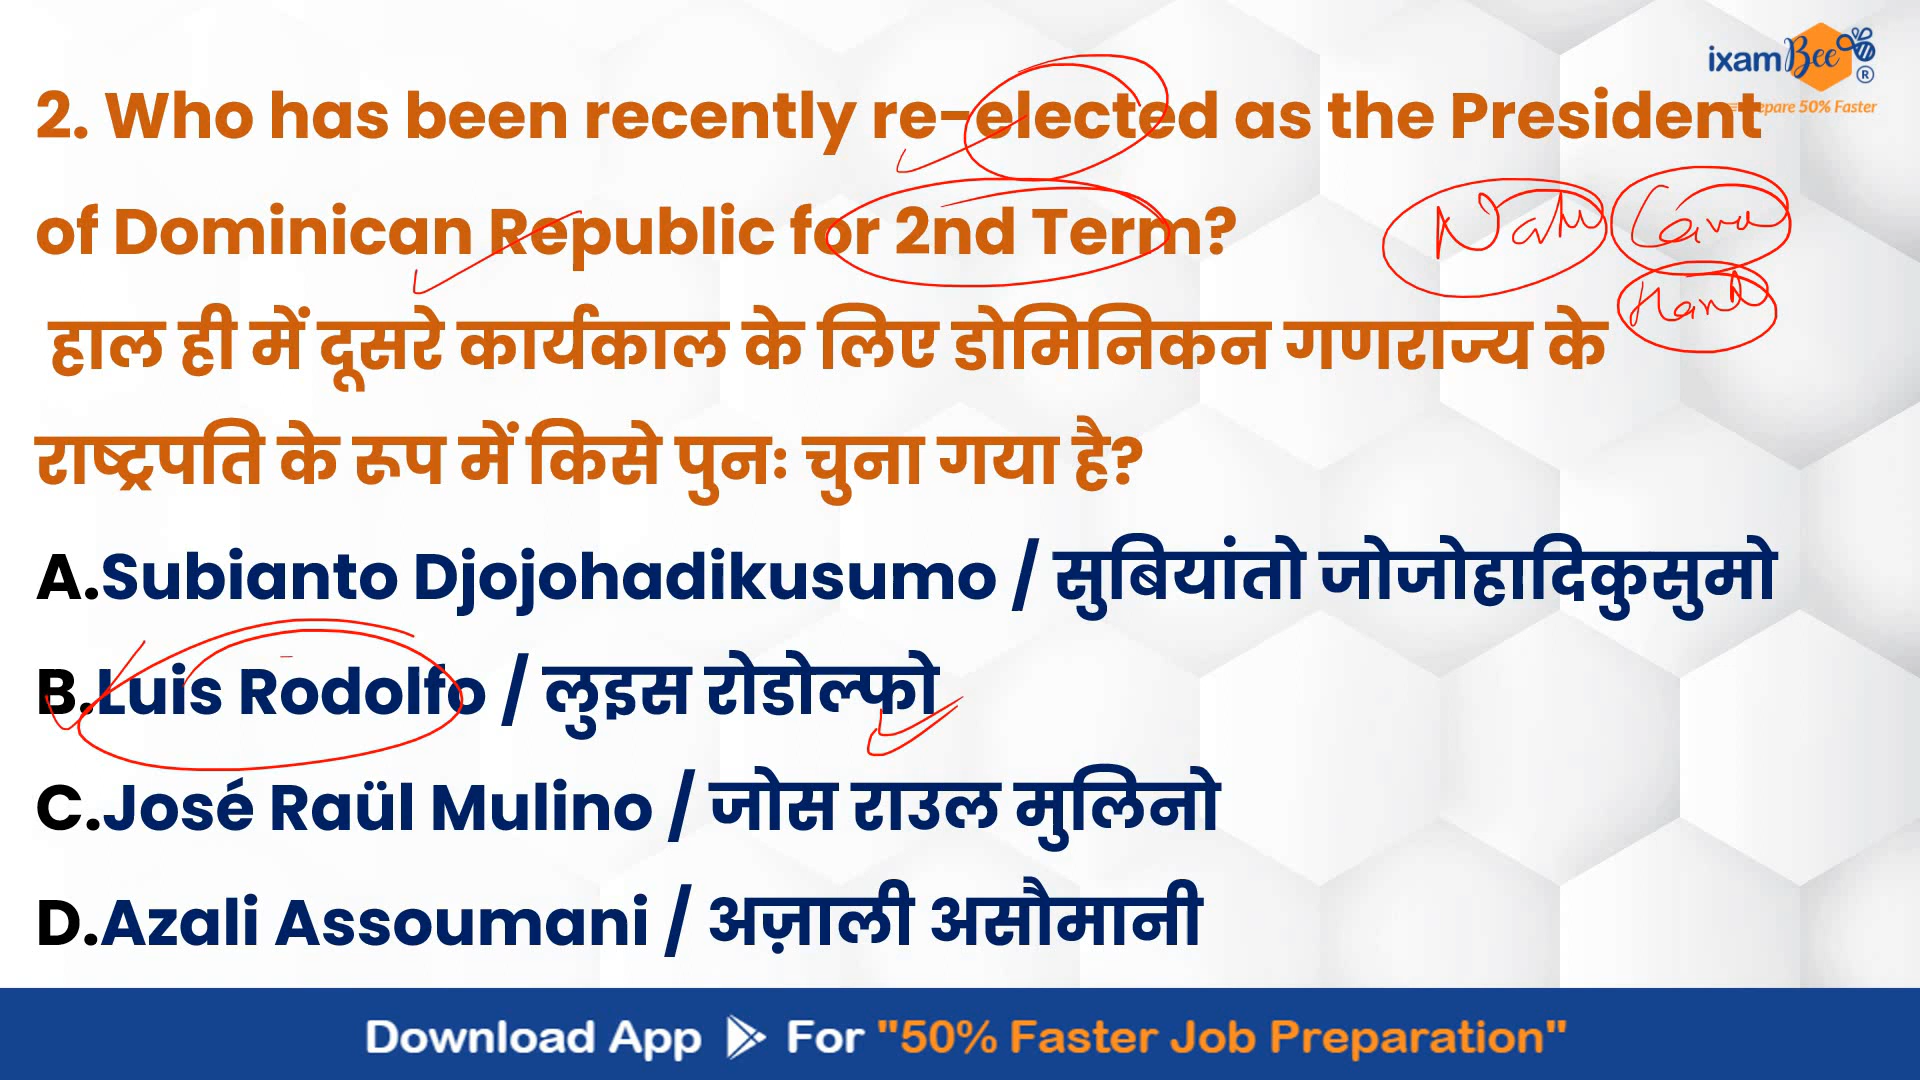 ixamBee®
epare 50% Faster
2. Who has been recently re-elected as the President
of Dominican Republic for 2nd Term?
हाल ही में दूसरे कार्यकाल के लिए डोमिनिकन गणराज्य के
राष्ट्रपति के रूप में किसे पुनः चुना गया है?
A.Subianto Djojohadikusumo / सुबियांतो जोजोहादिकुसुमो
B.Luis Rodolfo / लुइस रोडोल्फो
C.José Raül Mulino / जोस राउल मुलिनो
D.Azali Assoumani / अज़ाली असौमानी
Download App For "50% Faster Job Preparation"